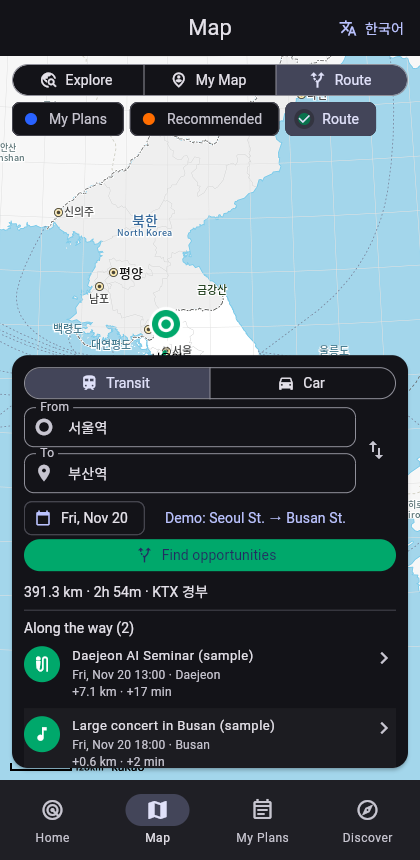 Map
한국어
Explore
My Map
Route
My Plans
Recommended
Route
안산
nshan
신의주
북한
North Korea
평양
남포
금강산
백령도
대연평도
서울
울릉도
Transit
Car
From
서울역
To
부산역
Fri, Nov 20
Demo: Seoul St. → Busan St.
Find opportunities
391.3 km · 2h 54m · KTX 경부
Along the way (2)
Daejeon AI Seminar (sample)
Fri, Nov 20 13:00 · Daejeon
+7.1 km · +17 min
Large concert in Busan (sample)
Fri, Nov 20 18:00 · Busan
+0.6 km · +2 min
Home
Map
My Plans
Discover